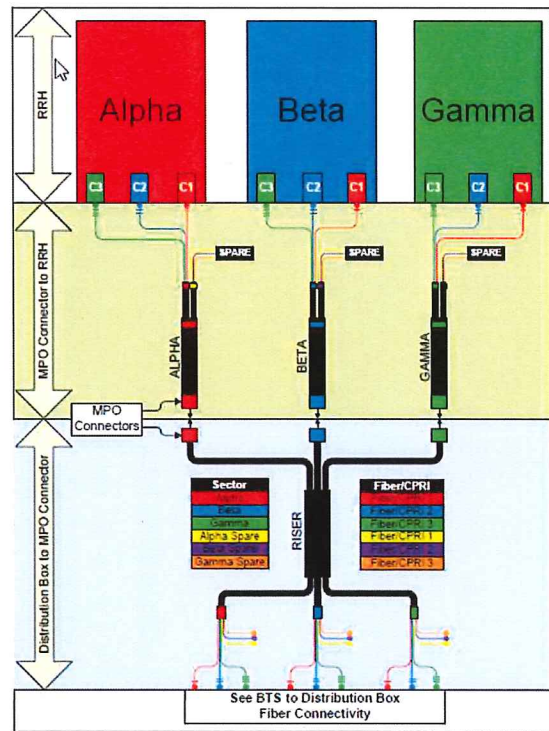 RRH
Alpha
Beta
Gamma
C3
C2
C1
C3
C2
C1
C3
C2
C1
MPO Connector to RRH
SPARE
SPARE
SPARE
ALPHA
BETA
GAMMA
MPO
Connectors
Distribution Box to MPO Connector
Sector
Alpha
Beta
Gamma
Alpha Spare
Beta Spare
Gamma Spare
RISER
Fiber/CPRI
Fiber/CPRI 2
Fiber/CPRI 3
Fiber/CPRI 1
Fiber/CPRI 2
Fiber/CPRI 3
See BTS to Distribution Box
Fiber Connectivity